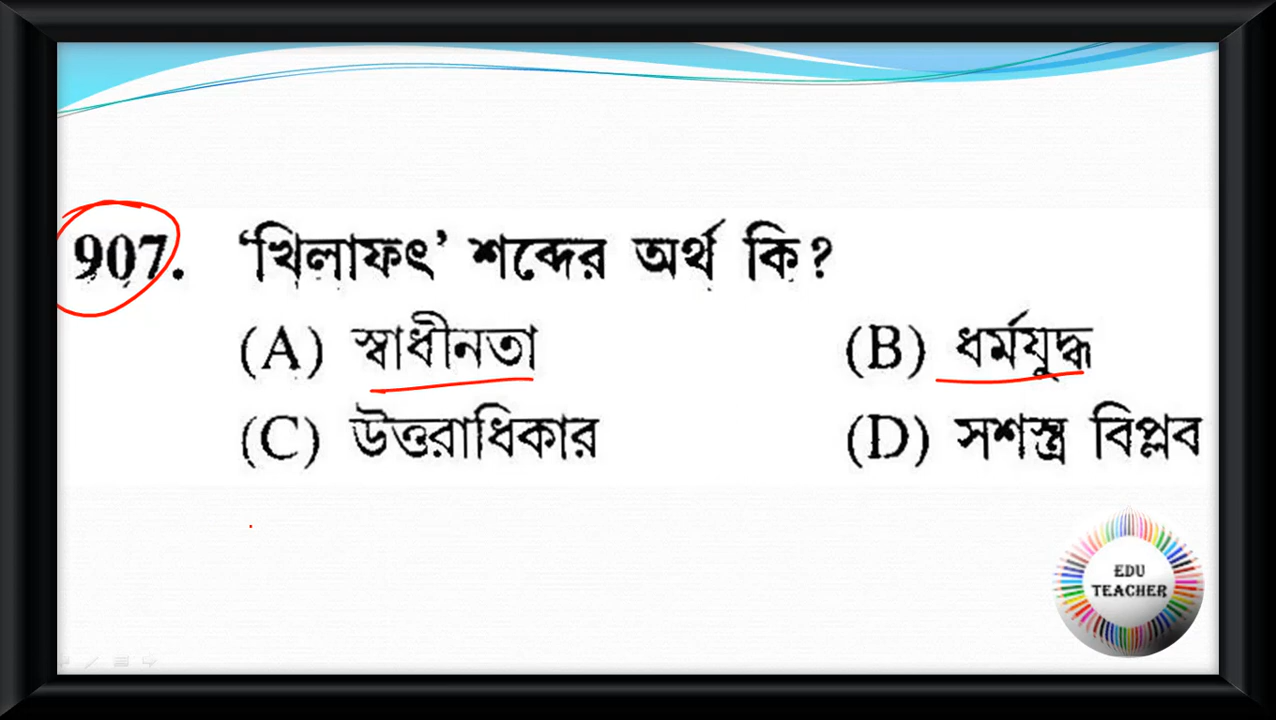 907. ‘খিলাফৎ’ শব্দের অর্থ কি?
(A) স্বাধীনতা (B) ধর্মযুদ্ধ
(C) উত্তরাধিকার (D) সশস্ত্র বিপ্লব
EDU
TEACHER